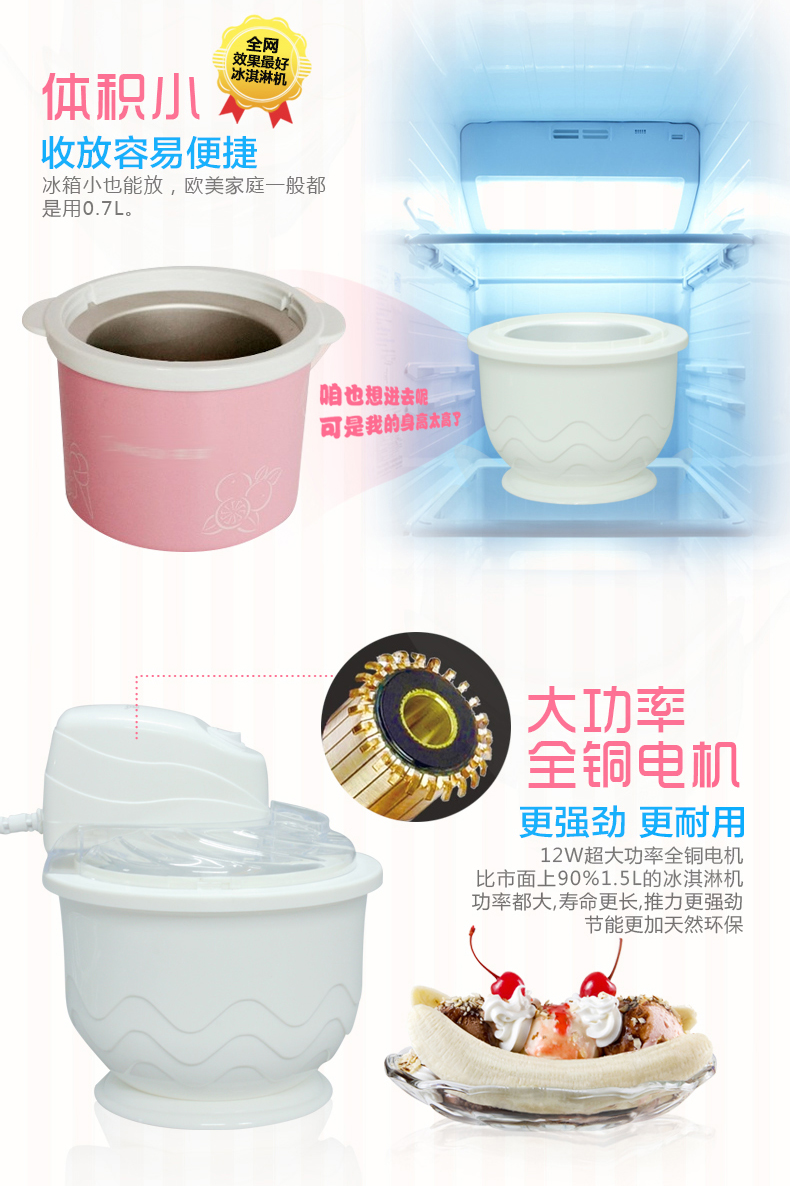 全网
效果最好
冰淇淋机
体积小
收放容易便捷
冰箱小也能放，欧美家庭一般都
是用0.7L。
咱也想进去呢
可是我的身高太高了
大功率
全铜电机
更强劲 更耐用
12W超大功率全铜电机
比市面上90%1.5L的冰淇淋机
功率都大,寿命更长,推力更强劲
节能更加天然环保